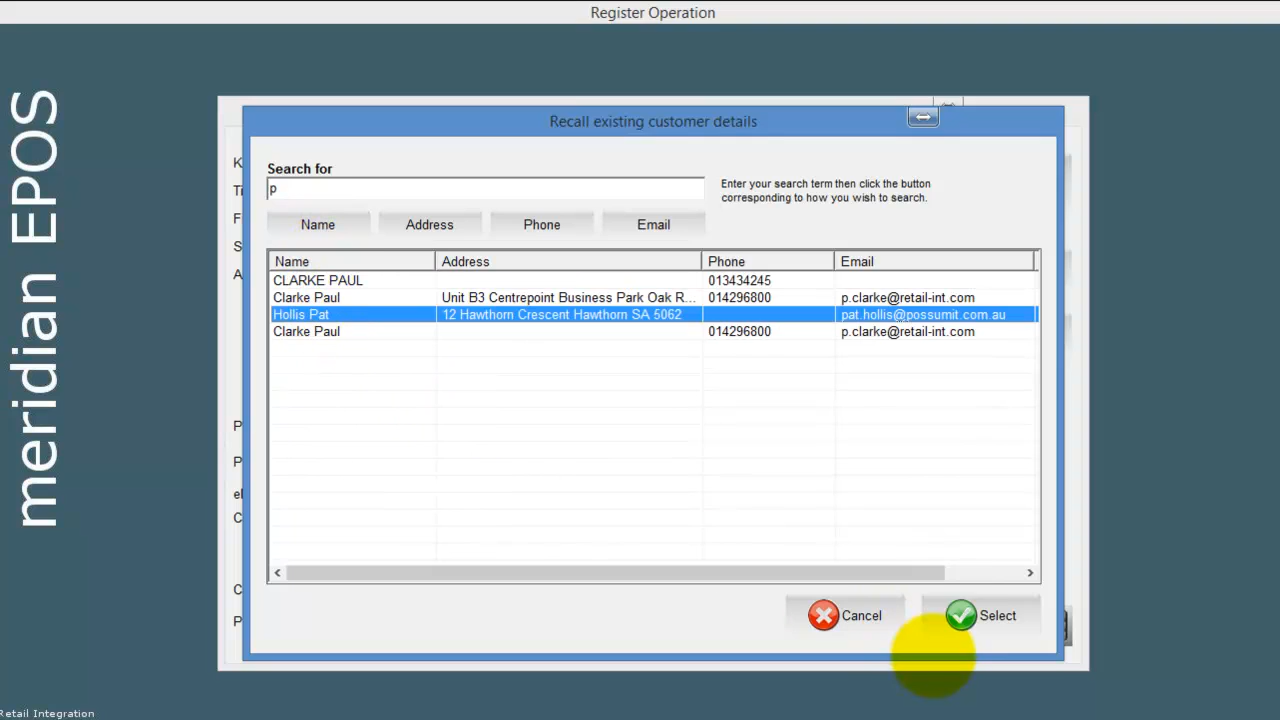 Register Operation
meridian EPOS
Recall existing customer details
Search for
p
Enter your search term then click the button
corresponding to how you wish to search.
Name Address Phone Email
Name Address Phone Email
CLARKE PAUL 013434245
Clarke Paul Unit B3 Centrepoint Business Park Oak R... 014296800 p.clarke@retail-int.com
Hollis Pat 12 Hawthorn Crescent Hawthorn SA 5062 pat.hollis@possumit.com.au
Clarke Paul 014296800 p.clarke@retail-int.com
Cancel Select
K
Ti
F
S
A
P
P
el
C
C
P
Retail Integration